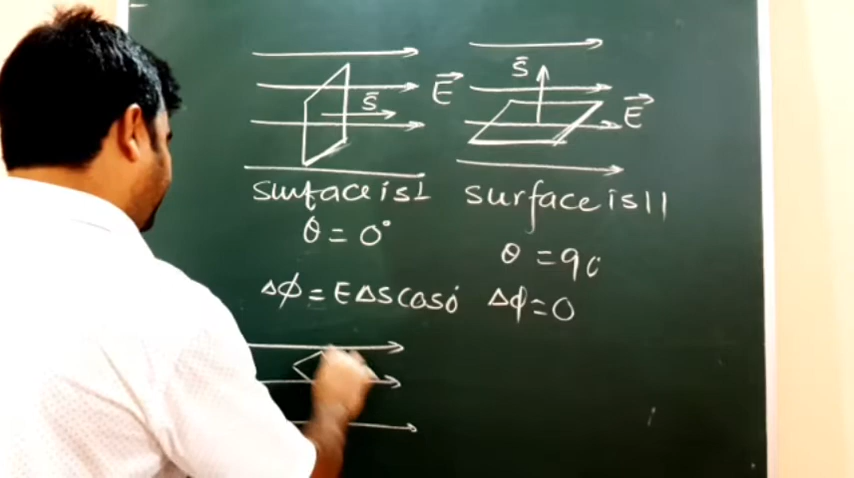 S̄ E⃗
surface is ⊥
θ = 0°
Δϕ = EΔScos0°
S̄ E⃗
surface is ||
θ = 90
Δϕ = 0